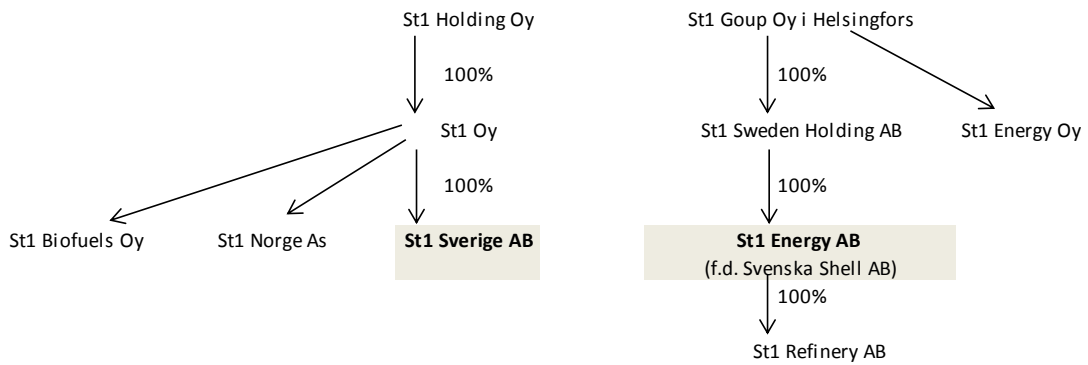 St1 Holding Oy
St1 Goup Oy i Helsingfors
100%
100%
St1 Oy
St1 Sweden Holding AB
St1 Energy Oy
100%
100%
St1 Biofuels Oy
St1 Norge As
St1 Sverige AB
St1 Energy AB
(f.d. Svenska Shell AB)
100%
St1 Refinery AB